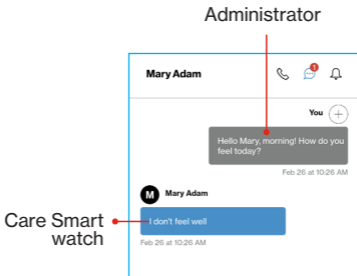 Administrator
Mary Adam
1
You
Hello Mary, morning! How do you
feel today?
Feb 26 at 10:26 AM
M
Mary Adam
Care Smart
watch
I don't feel well
Feb 26 at 10:26 AM